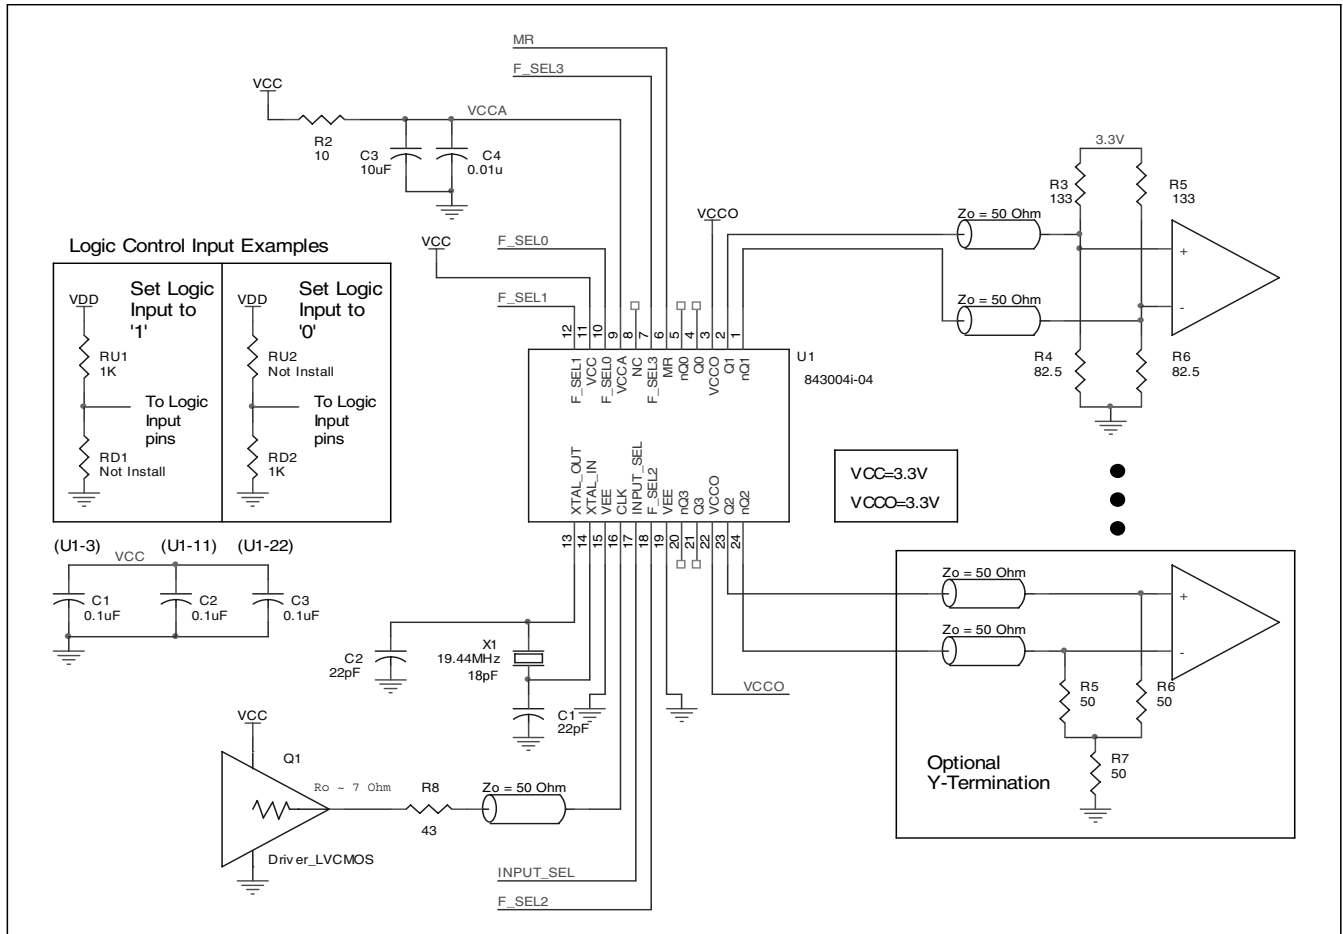 MR
F_SEL3
VCC
VCCA
R2
10
C3
10uF
C4
0.01u
3.3V
R3
133
R5
133
Zo = 50 Ohm
VCCO
+
-
Zo = 50 Ohm
R4
82.5
R6
82.5
F_SEL0
VCC
F_SEL1
Logic Control Input Examples
VDD
Set Logic
Input to
'1'
RU1
1K
To Logic
Input
pins
RD1
Not Install
VDD
Set Logic
Input to
'0'
RU2
Not Install
To Logic
Input
pins
RD2
1K
12 11 10 9 8 7 6 5 4 3 2 1
F_SEL1 VCC F_SEL0 VCCA NC F_SEL3 MR nQ0 Q0 VCCO Q1 nQ1
U1
843004i-04
XTAL_OUT XTAL_IN VEE CLK INPUT_SEL F_SEL2 VEE nQ3 Q3 VCCO Q2 nQ2
13 14 15 16 17 18 19 20 21 22 23 24
VCC=3.3V
VCCO=3.3V
(U1-3) (U1-11) (U1-22)
VCC
C1
0.1uF
C2
0.1uF
C3
0.1uF
C2
22pF
X1
19.44MHz
18pF
C1
22pF
VCCO
Zo = 50 Ohm
+
Zo = 50 Ohm
-
R5
50
R6
50
R7
50
Optional
Y-Termination
VCC
Q1
Ro ~ 7 Ohm
R8
43
Zo = 50 Ohm
Driver_LVCMOS
INPUT_SEL
F_SEL2